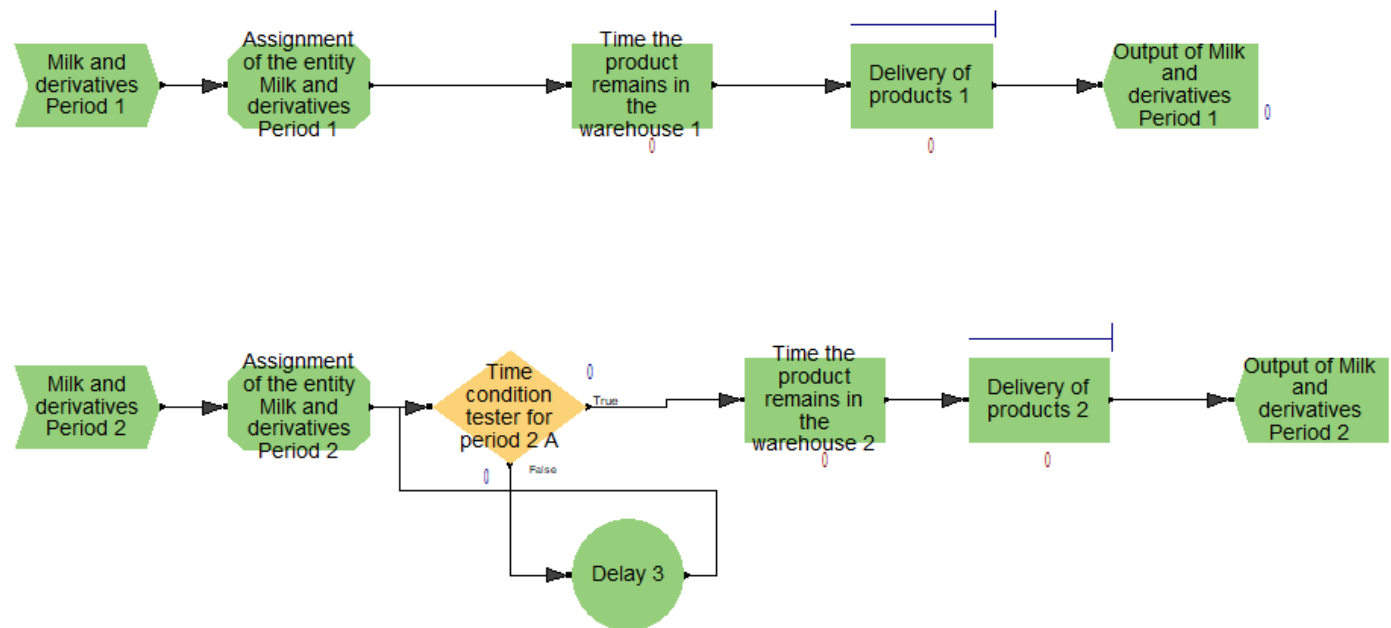 Milk and
derivatives
Period 1
Assignment
of the entity
Milk and
derivatives
Period 1
Time the
product
remains in
the
warehouse 1
0
Delivery of
products 1
0
Output of Milk
and
derivatives
Period 1
0
Milk and
derivatives
Period 2
Assignment
of the entity
Milk and
derivatives
Period 2
Time
condition
tester for
period 2 A
0
True
0
False
Delay 3
Time the
product
remains in
the
warehouse 2
0
Delivery of
products 2
0
Output of Milk
and
derivatives
Period 2